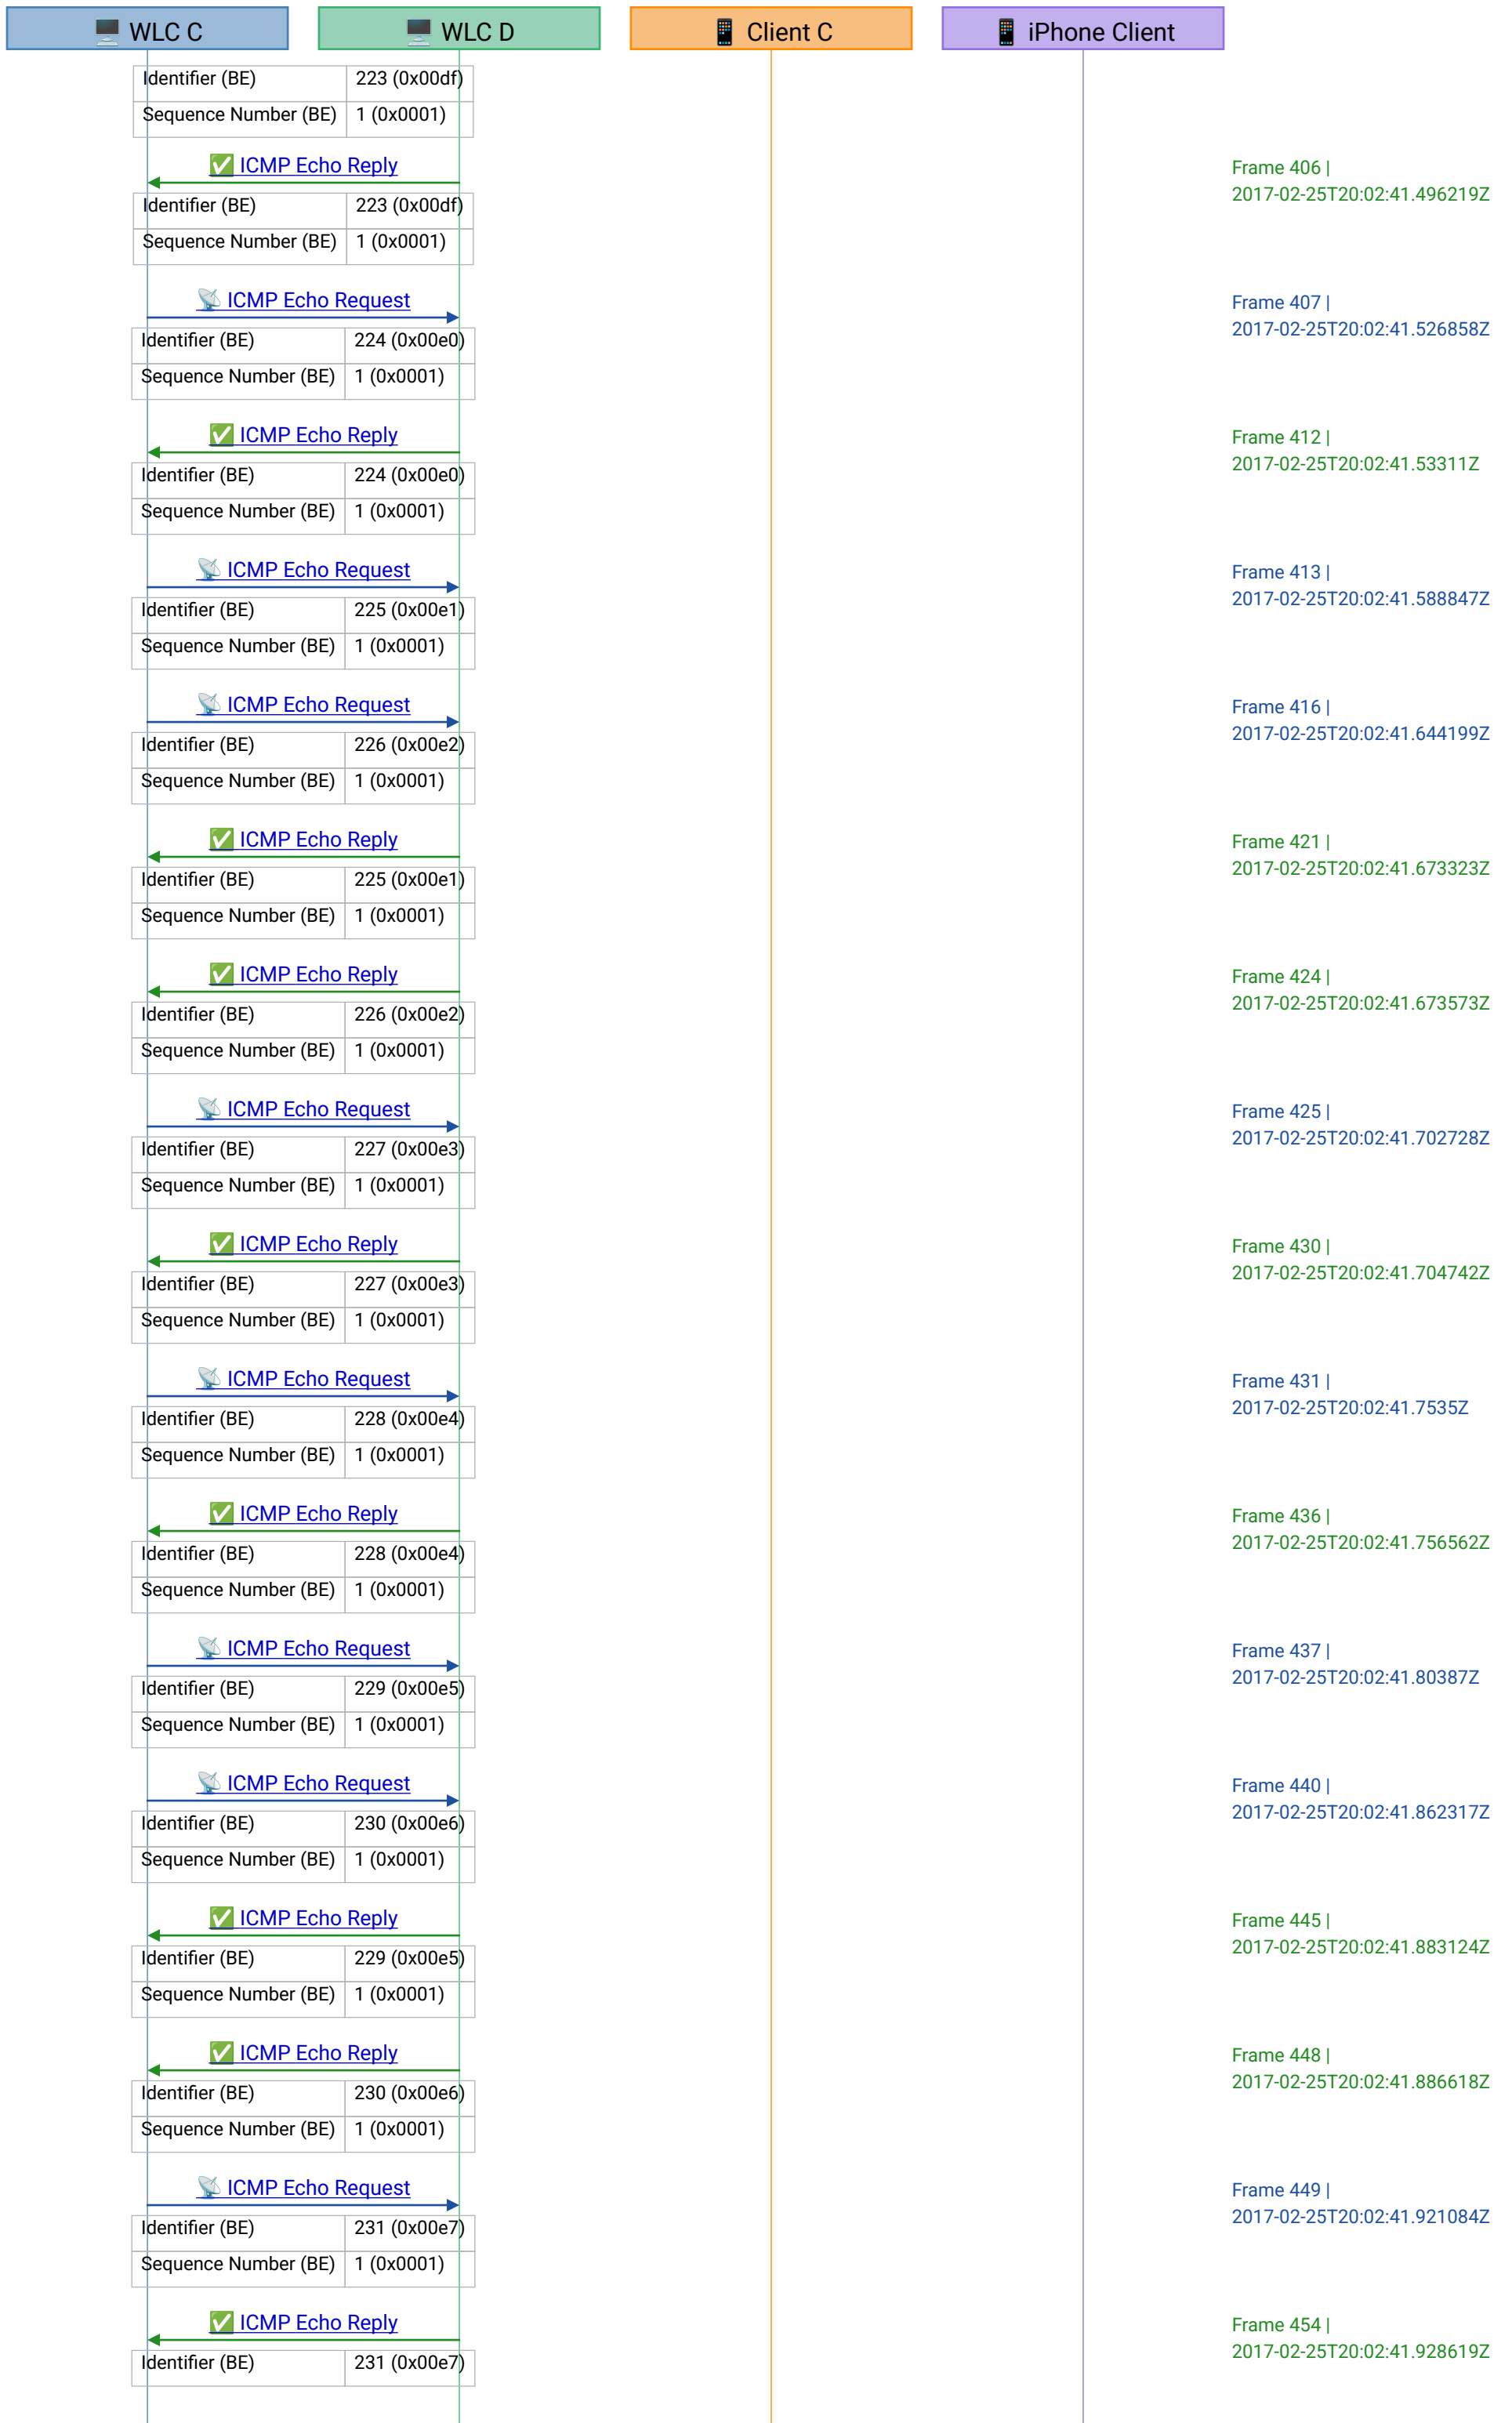 WLC C WLC D Client C iPhone Client
Identifier (BE) 223 (0x00df)
Sequence Number (BE) 1 (0x0001)
ICMP Echo Reply Frame 406 |
2017-02-25T20:02:41.496219Z
Identifier (BE) 223 (0x00df)
Sequence Number (BE) 1 (0x0001)
ICMP Echo Request Frame 407 |
2017-02-25T20:02:41.526858Z
Identifier (BE) 224 (0x00e0)
Sequence Number (BE) 1 (0x0001)
ICMP Echo Reply Frame 412 |
2017-02-25T20:02:41.53311Z
Identifier (BE) 224 (0x00e0)
Sequence Number (BE) 1 (0x0001)
ICMP Echo Request Frame 413 |
2017-02-25T20:02:41.588847Z
Identifier (BE) 225 (0x00e1)
Sequence Number (BE) 1 (0x0001)
ICMP Echo Request Frame 416 |
2017-02-25T20:02:41.644199Z
Identifier (BE) 226 (0x00e2)
Sequence Number (BE) 1 (0x0001)
ICMP Echo Reply Frame 421 |
2017-02-25T20:02:41.673323Z
Identifier (BE) 225 (0x00e1)
Sequence Number (BE) 1 (0x0001)
ICMP Echo Reply Frame 424 |
2017-02-25T20:02:41.673573Z
Identifier (BE) 226 (0x00e2)
Sequence Number (BE) 1 (0x0001)
ICMP Echo Request Frame 425 |
2017-02-25T20:02:41.702728Z
Identifier (BE) 227 (0x00e3)
Sequence Number (BE) 1 (0x0001)
ICMP Echo Reply Frame 430 |
2017-02-25T20:02:41.704742Z
Identifier (BE) 227 (0x00e3)
Sequence Number (BE) 1 (0x0001)
ICMP Echo Request Frame 431 |
2017-02-25T20:02:41.7535Z
Identifier (BE) 228 (0x00e4)
Sequence Number (BE) 1 (0x0001)
ICMP Echo Reply Frame 436 |
2017-02-25T20:02:41.756562Z
Identifier (BE) 228 (0x00e4)
Sequence Number (BE) 1 (0x0001)
ICMP Echo Request Frame 437 |
2017-02-25T20:02:41.80387Z
Identifier (BE) 229 (0x00e5)
Sequence Number (BE) 1 (0x0001)
ICMP Echo Request Frame 440 |
2017-02-25T20:02:41.862317Z
Identifier (BE) 230 (0x00e6)
Sequence Number (BE) 1 (0x0001)
ICMP Echo Reply Frame 445 |
2017-02-25T20:02:41.883124Z
Identifier (BE) 229 (0x00e5)
Sequence Number (BE) 1 (0x0001)
ICMP Echo Reply Frame 448 |
2017-02-25T20:02:41.886618Z
Identifier (BE) 230 (0x00e6)
Sequence Number (BE) 1 (0x0001)
ICMP Echo Request Frame 449 |
2017-02-25T20:02:41.921084Z
Identifier (BE) 231 (0x00e7)
Sequence Number (BE) 1 (0x0001)
ICMP Echo Reply Frame 454 |
2017-02-25T20:02:41.928619Z
Identifier (BE) 231 (0x00e7)